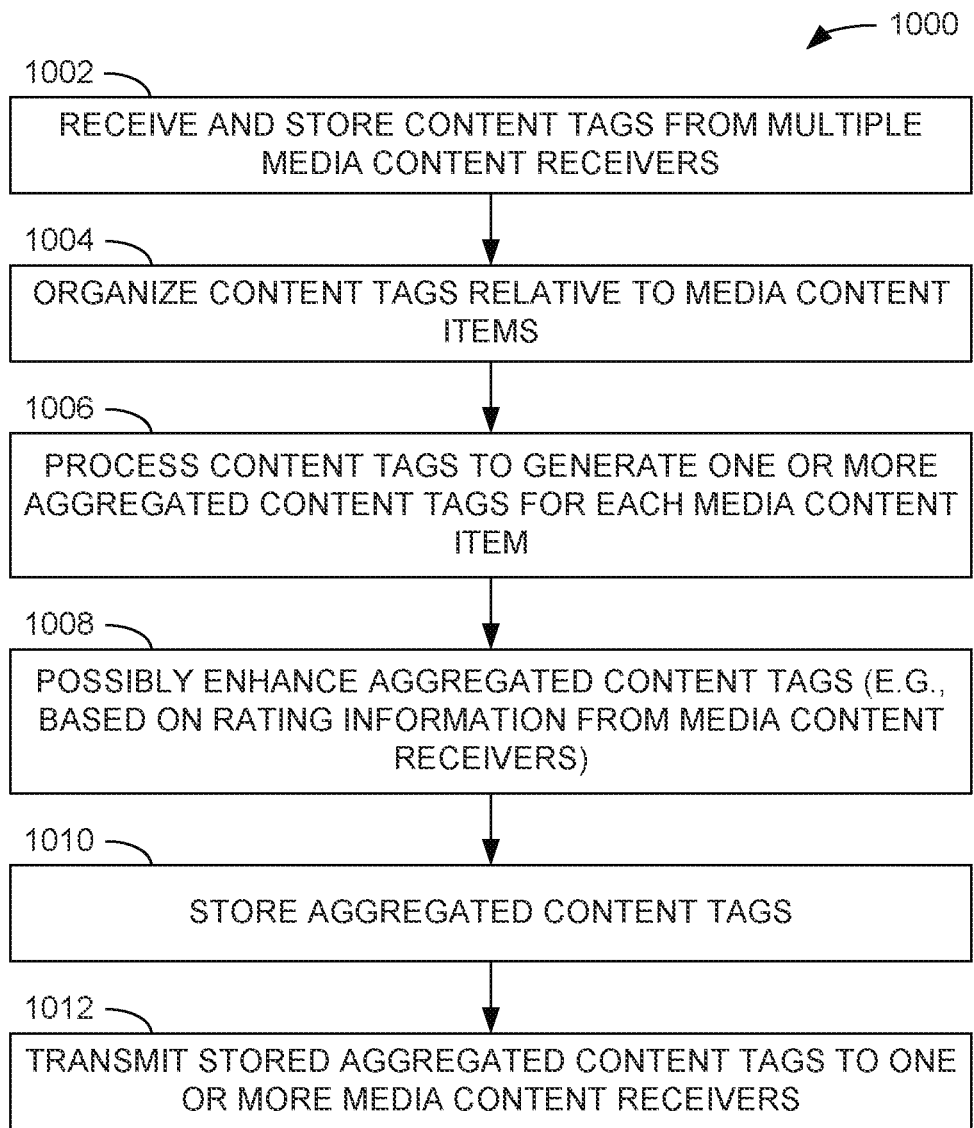 1000
1002
RECEIVE AND STORE CONTENT TAGS FROM MULTIPLE
MEDIA CONTENT RECEIVERS
1004
ORGANIZE CONTENT TAGS RELATIVE TO MEDIA CONTENT
ITEMS
1006
PROCESS CONTENT TAGS TO GENERATE ONE OR MORE
AGGREGATED CONTENT TAGS FOR EACH MEDIA CONTENT
ITEM
1008
POSSIBLY ENHANCE AGGREGATED CONTENT TAGS (E.G.,
BASED ON RATING INFORMATION FROM MEDIA CONTENT
RECEIVERS)
1010
STORE AGGREGATED CONTENT TAGS
1012
TRANSMIT STORED AGGREGATED CONTENT TAGS TO ONE
OR MORE MEDIA CONTENT RECEIVERS